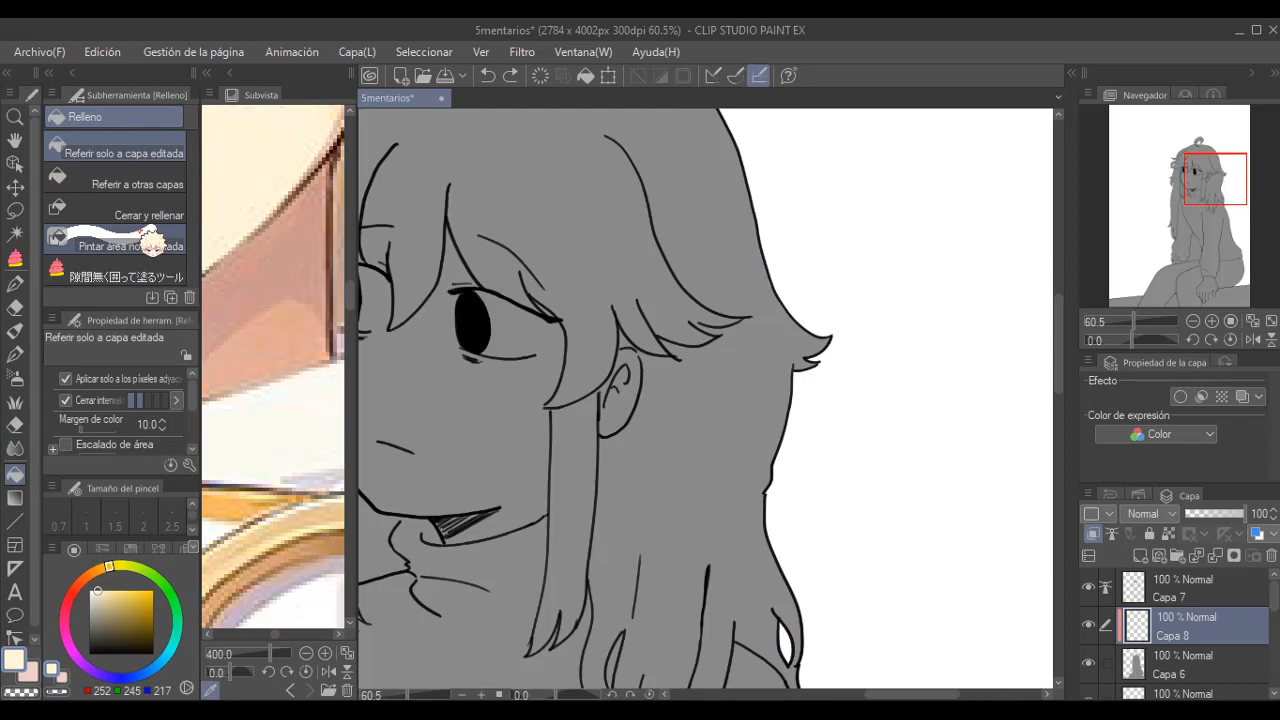 5mentarios* (2784 x 4002px 300dpi 60.5%) - CLIP STUDIO PAINT EX
Archivo(F) Edición Gestión de la página Animación Capa(L) Seleccionar Ver Filtro Ventana(W) Ayuda(H)
Subherramienta [Relleno]
Subvista
5mentarios*
Navegador
Relleno
Referir solo a capa editada
Referir a otras capas
Cerrar y rellenar
Pintar área no
隙間無く囲って塗るツール
Propiedad de herram. [Re
Referir solo a capa editada
Aplicar solo a los píxeles adyac
Cerrar interv
Margen de color 10.0
Escalado de área
Tamaño del pincel
0.7 1 1.5 2 2.5
252 245 217
400.0
0.0
60.5 0.0
60.5
0.0
Propiedad de la capa
Efecto
Color de expresión
Color
Capa
Normal 100
100 % Normal
Capa 7
100 % Normal
Capa 8
100 % Normal
Capa 6
100 % Normal